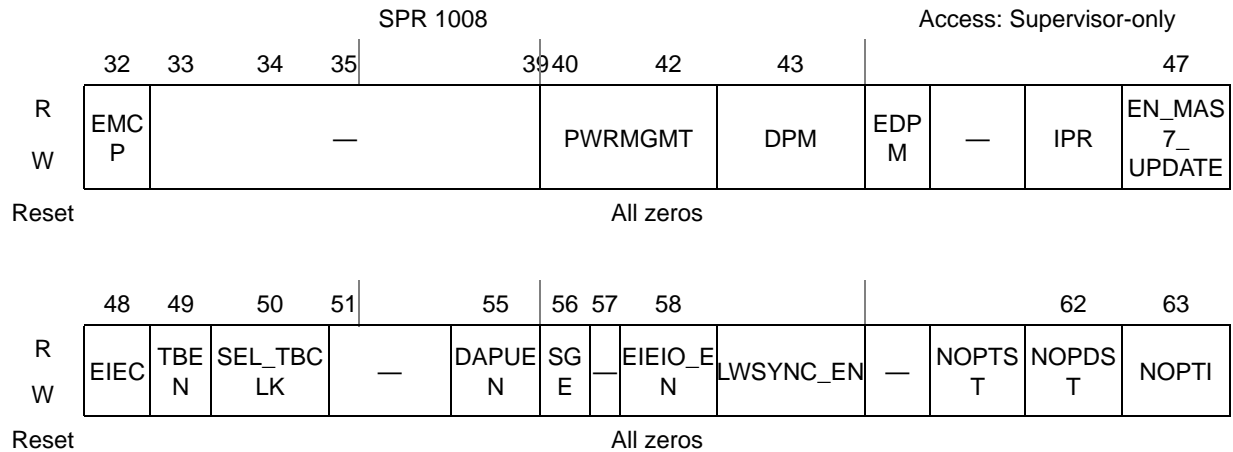 SPR 1008 Access: Supervisor-only
32 33 34 35 39 40 42 43 47
R
W
EMC
P
—
PWRMGMT
DPM
EDP
M
—
IPR
EN_MAS
7_
UPDATE
Reset All zeros
48 49 50 51 55 56 57 58 62 63
R
W
EIEC
TBE
N
SEL_TBC
LK
—
DAPUE
N
SG
E
—
EIEIO_E
N
LWSYNC_EN
—
NOPTS
T
NOPDS
T
NOPTI
Reset All zeros